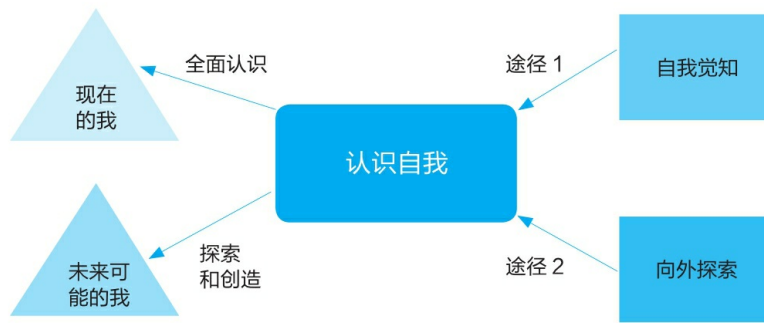 全面认识
途径 1
自我觉知
现在
的我
认识自我
未来可
能的我
探索
和创造
途径 2
向外探索